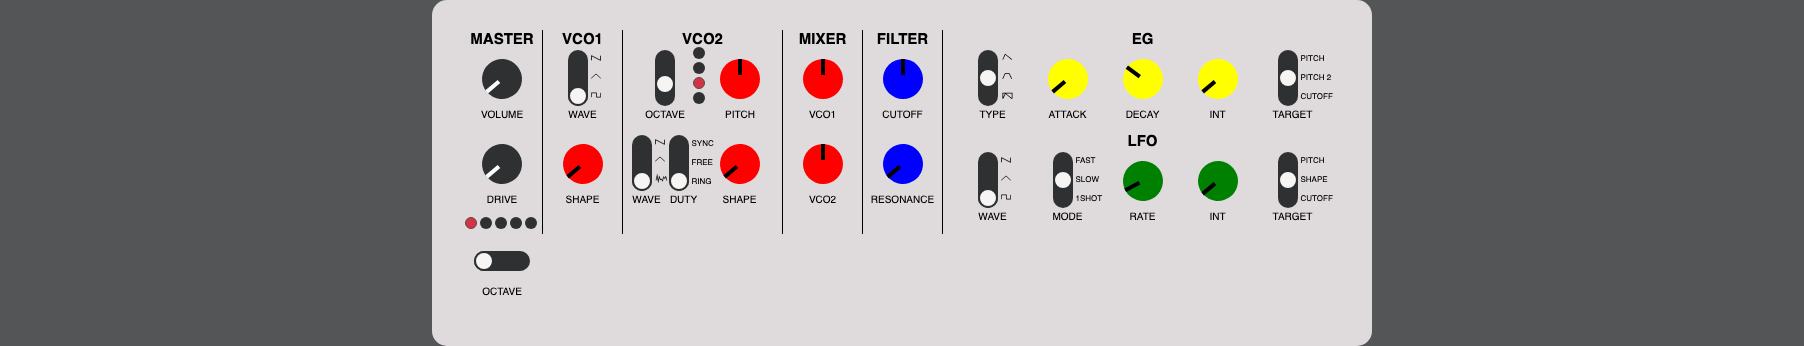 MASTER VCO1 VCO2 MIXER FILTER EG
PITCH
PITCH 2
CUTOFF
VOLUME WAVE OCTAVE PITCH VCO1 CUTOFF TYPE ATTACK DECAY INT TARGET
LFO
SYNC
FREE
RING
FAST PITCH
SLOW SHAPE
1SHOT CUTOFF
DRIVE SHAPE WAVE DUTY SHAPE VCO2 RESONANCE
WAVE MODE RATE INT TARGET
OCTAVE